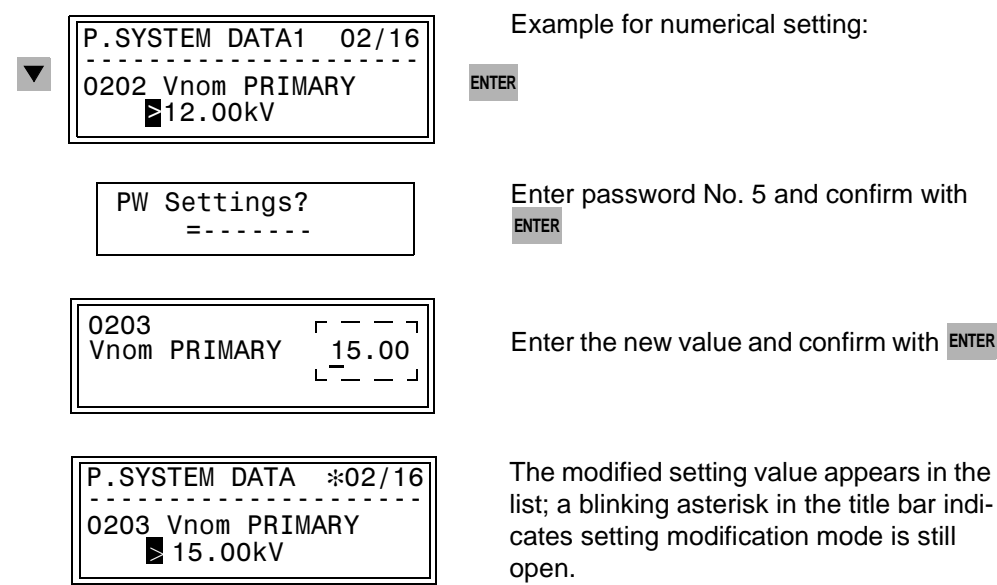 P.SYSTEM DATA1 02/16
---------------------
0202 Vnom PRIMARY
>12.00kV
Example for numerical setting:
ENTER
PW Settings?
=-------
Enter password No. 5 and confirm with
ENTER
0203
Vnom PRIMARY 15.00
Enter the new value and confirm with ENTER
P.SYSTEM DATA *02/16
---------------------
0203 Vnom PRIMARY
> 15.00kV
The modified setting value appears in the
list; a blinking asterisk in the title bar indi-
cates setting modification mode is still
open.